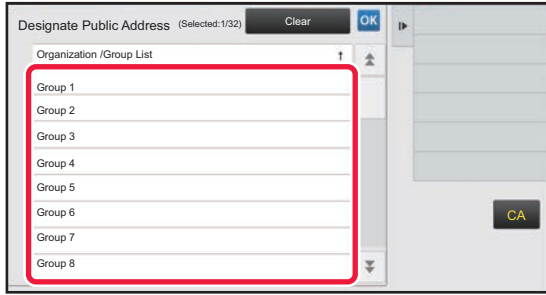 Designate Public Address (Selected:1/32) Clear OK
Organization /Group List ↑
Group 1
Group 2
Group 3
Group 4
Group 5
Group 6
Group 7
Group 8
CA